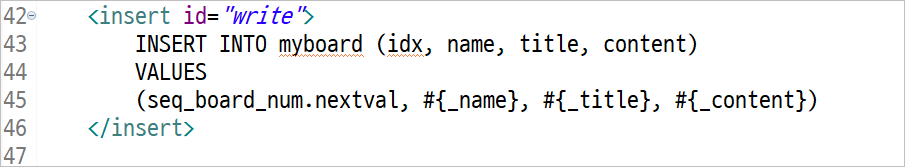 42 <insert id="write">
43 INSERT INTO myboard (idx, name, title, content)
44 VALUES
45 (seq_board_num.nextval, #{_name}, #{_title}, #{_content})
46 </insert>
47